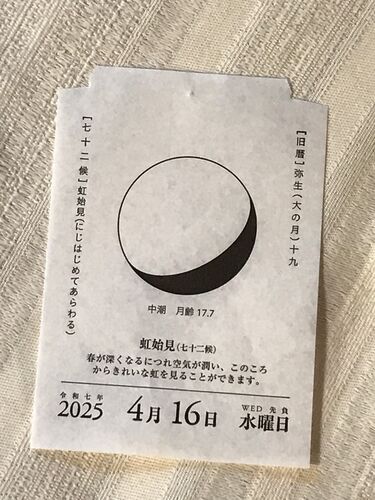 [旧暦]弥生(大の月)十九
[七十二候]虹始見(にじはじめてあらわる)
中潮 月齢17.7
虹始見(七十二候)
春が深くなるにつれ空気が潤い、このころ
からきれいな虹を見ることができます。
令和七年
2025
4月16日
WED 先負
水曜日